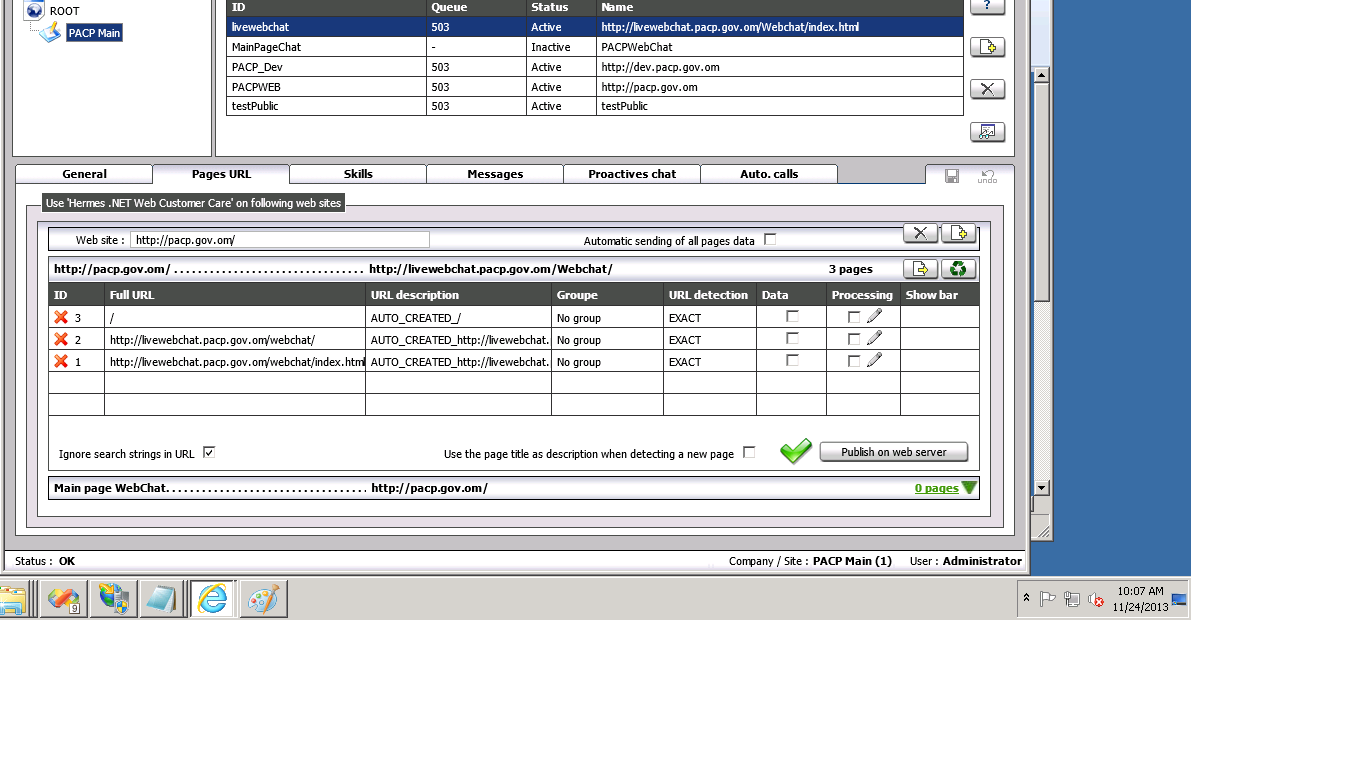 ROOT
PACP Main
ID Queue Status Name
livewebchat 503 Active http://livewebchat.pacp.gov.om/Webchat/index.html
MainPageChat - Inactive PACPWebChat
PACP_Dev 503 Active http://dev.pacp.gov.om
PACPWEB 503 Active http://pacp.gov.om
testPublic 503 Active testPublic
?
General Pages URL Skills Messages Proactives chat Auto. calls
undo
Use 'Hermes .NET Web Customer Care' on following web sites
Web site : http://pacp.gov.om/ Automatic sending of all pages data
http://pacp.gov.om/ . . . . . . . . . . . . . . . . . . . . . . . . . . . . . . . . http://livewebchat.pacp.gov.om/Webchat/ 3 pages
ID Full URL URL description Groupe URL detection Data Processing Show bar
3 / AUTO_CREATED_/ No group EXACT
2 http://livewebchat.pacp.gov.om/webchat/ AUTO_CREATED_http://livewebchat. No group EXACT
1 http://livewebchat.pacp.gov.om/webchat/index.html AUTO_CREATED_http://livewebchat. No group EXACT
Ignore search strings in URL Use the page title as description when detecting a new page Publish on web server
Main page WebChat. . . . . . . . . . . . . . . . . . . . . . . . . . . . . . . . . . http://pacp.gov.om/ 0 pages
Status : OK Company / Site : PACP Main (1) User : Administrator
9
10:07 AM
11/24/2013